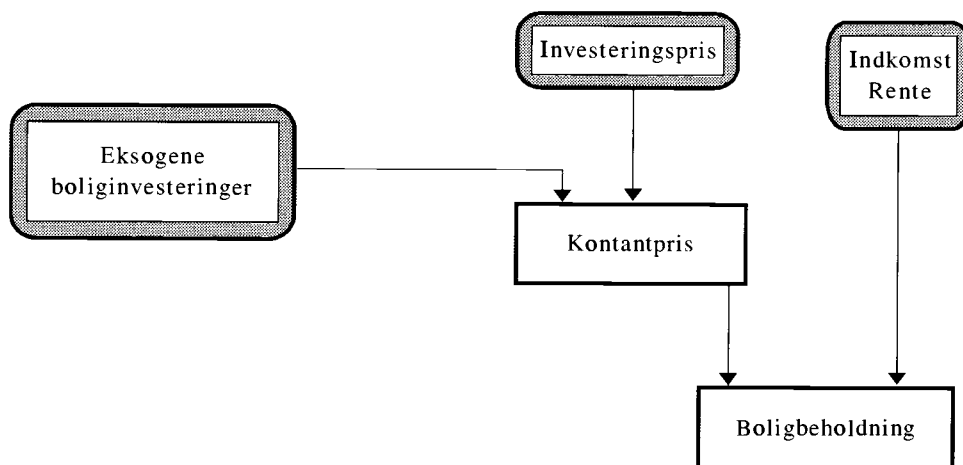 Investeringspris
Indkomst
Rente
Eksogene
boliginvesteringer
Kontantpris
Boligbeholdning